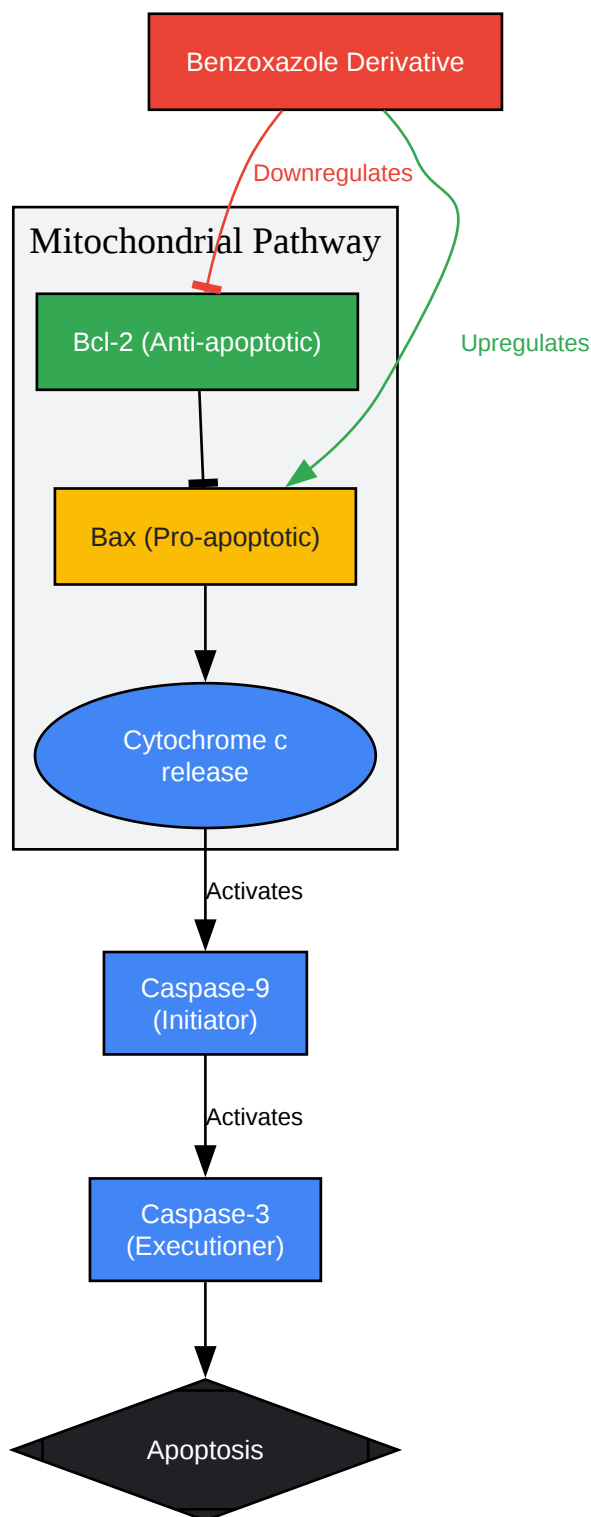 Benzoxazole Derivative
Downregulates
Mitochondrial Pathway
Bcl-2 (Anti-apoptotic)
Upregulates
Bax (Pro-apoptotic)
Cytochrome c
release
Activates
Caspase-9
(Initiator)
Activates
Caspase-3
(Executioner)
Apoptosis